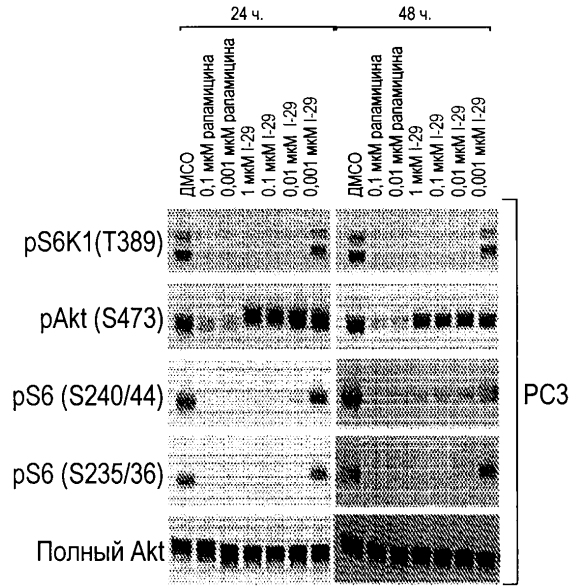 24 ч.
48 ч.
ДМСО
0,1 мкМ рапамицина
0,001 мкМ рапамицина
1 мкМ I-29
0,1 мкМ I-29
0,01 мкМ I-29
0,001 мкМ I-29
ДМСО
0,1 мкМ рапамицина
0,01 мкМ рапамицина
1 мкМ I-29
0,1 мкМ I-29
0,01 мкМ I-29
0,001 мкМ I-29
pS6K1(T389)
pAkt (S473)
pS6 (S240/44)
PC3
pS6 (S235/36)
Полный Akt